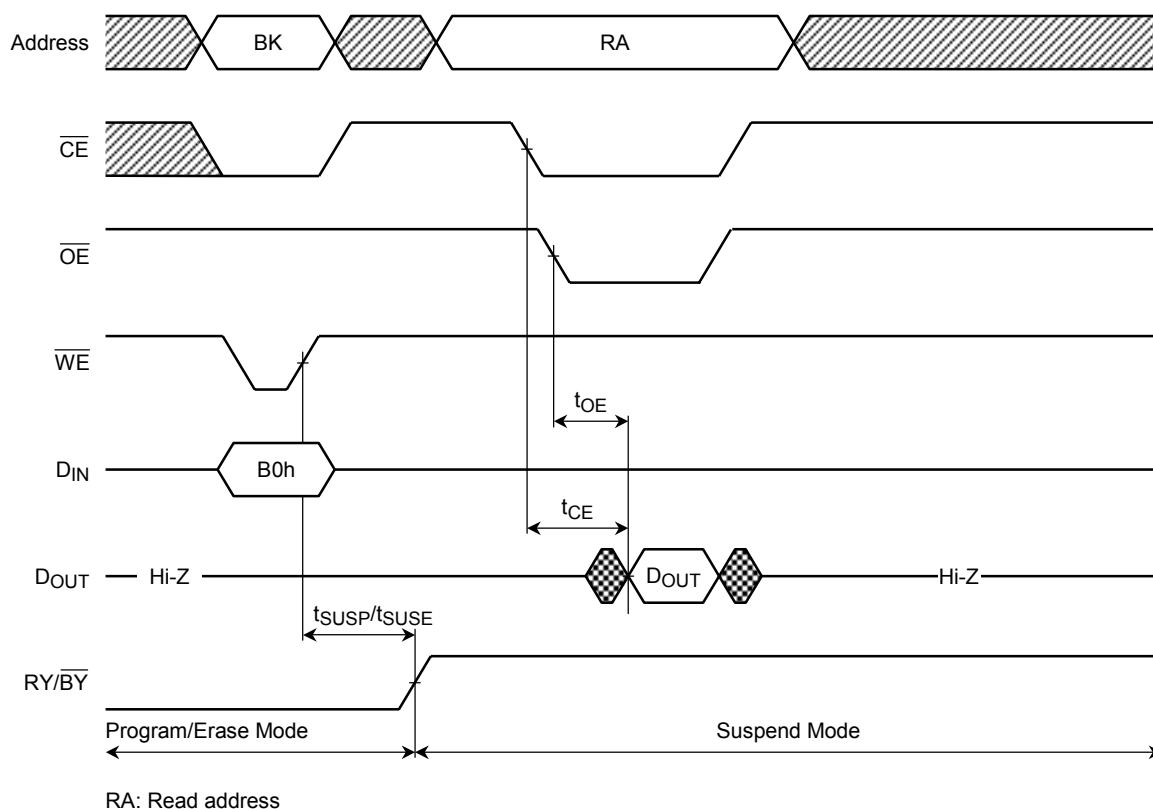 Address BK RA
CE
OE
WE
tOE
DIN B0h
tCE
DOUT Hi-Z DOUT Hi-Z
tSUSP/tSUSE
RY/BY
Program/Erase Mode Suspend Mode
RA: Read address